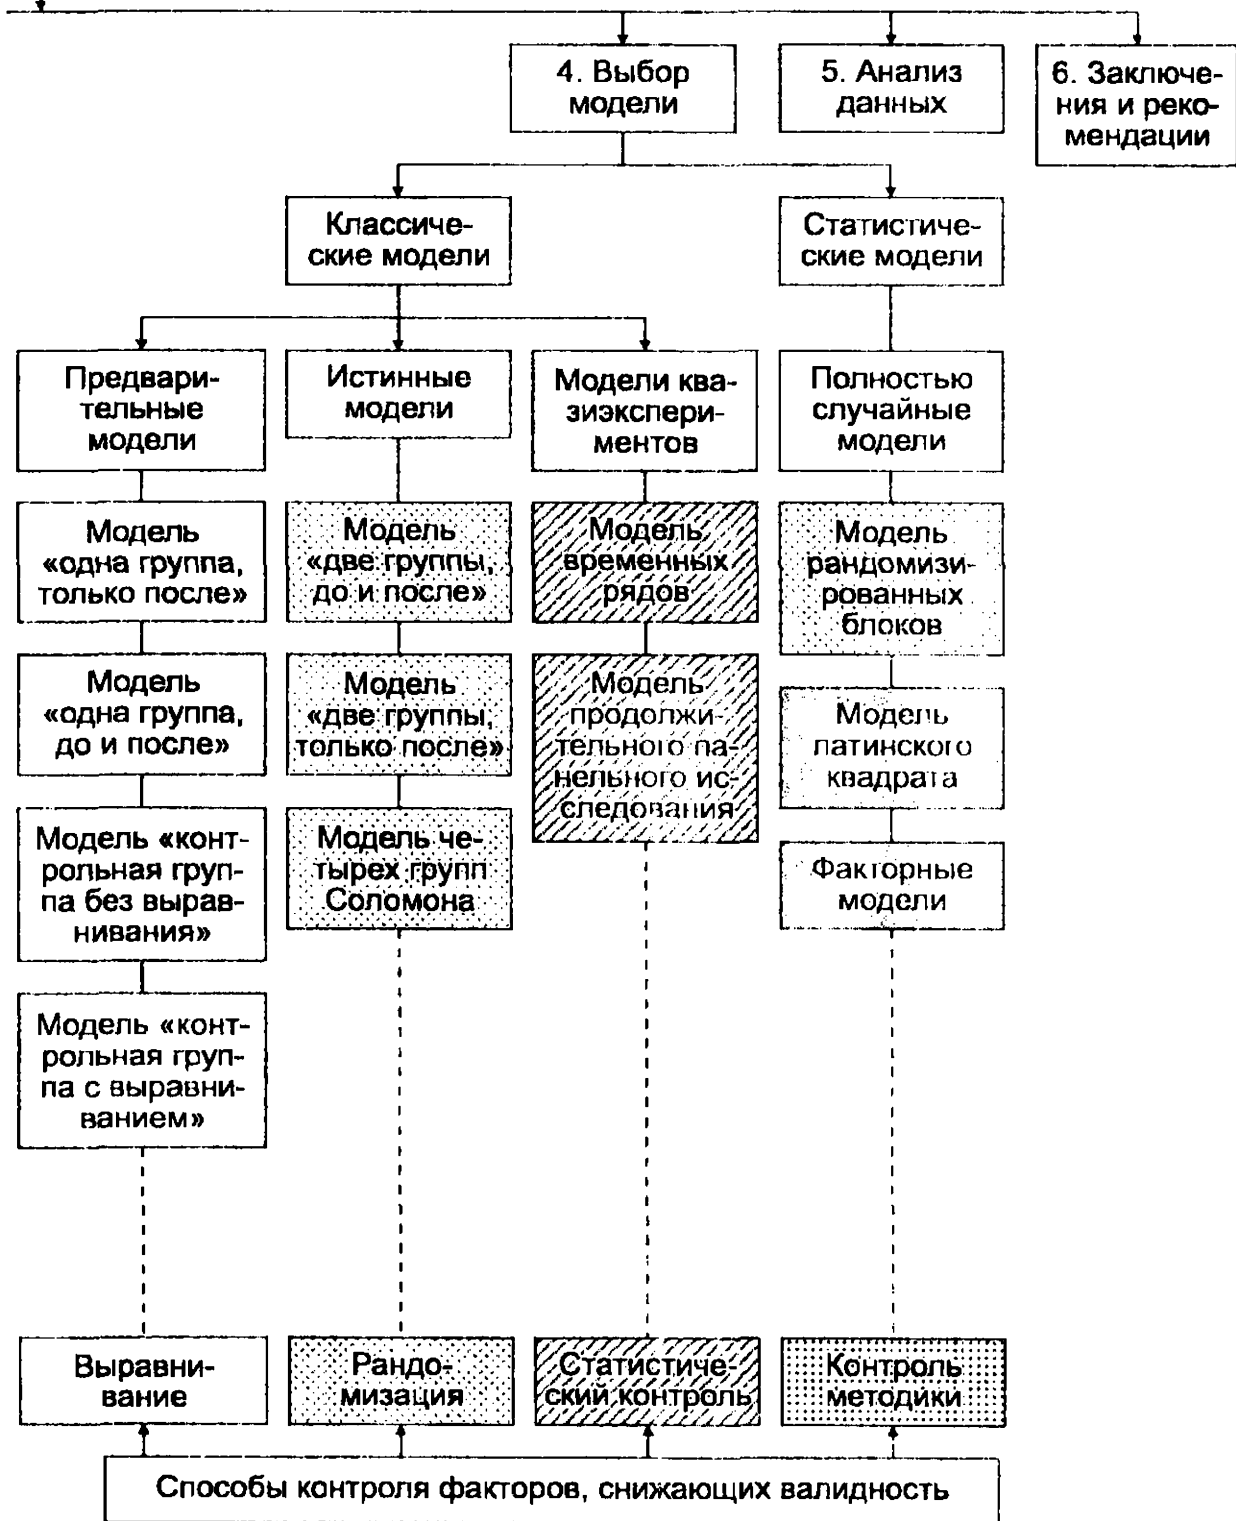 4. Выбор
модели
5. Анализ
данных
6. Заключе-
ния и реко-
мендации
Классиче-
ские модели
Статистиче-
ские модели
Предвари-
тельные
модели
Истинные
модели
Модели ква-
зиэкспери-
ментов
Полностью
случайные
модели
Модель
«одна группа,
только после»
Модель
«две группы,
до и после»
Модель
временных
рядов
Модель
рандомизи-
рованных
блоков
Модель
«одна группа,
до и после»
Модель
«две группы,
только после»
Модель
продолжи-
тельного па-
нельного ис-
следования
Модель
латинского
квадрата
Модель «конт-
рольная груп-
па без вырав-
нивания»
Модель че-
тырех групп
Соломона
Факторные
модели
Модель «конт-
рольная груп-
па с выравни-
ванием»
Выравни-
вание
Рандо-
мизация
Статистиче-
ский контроль
Контроль
методики
Способы контроля факторов, снижающих валидность